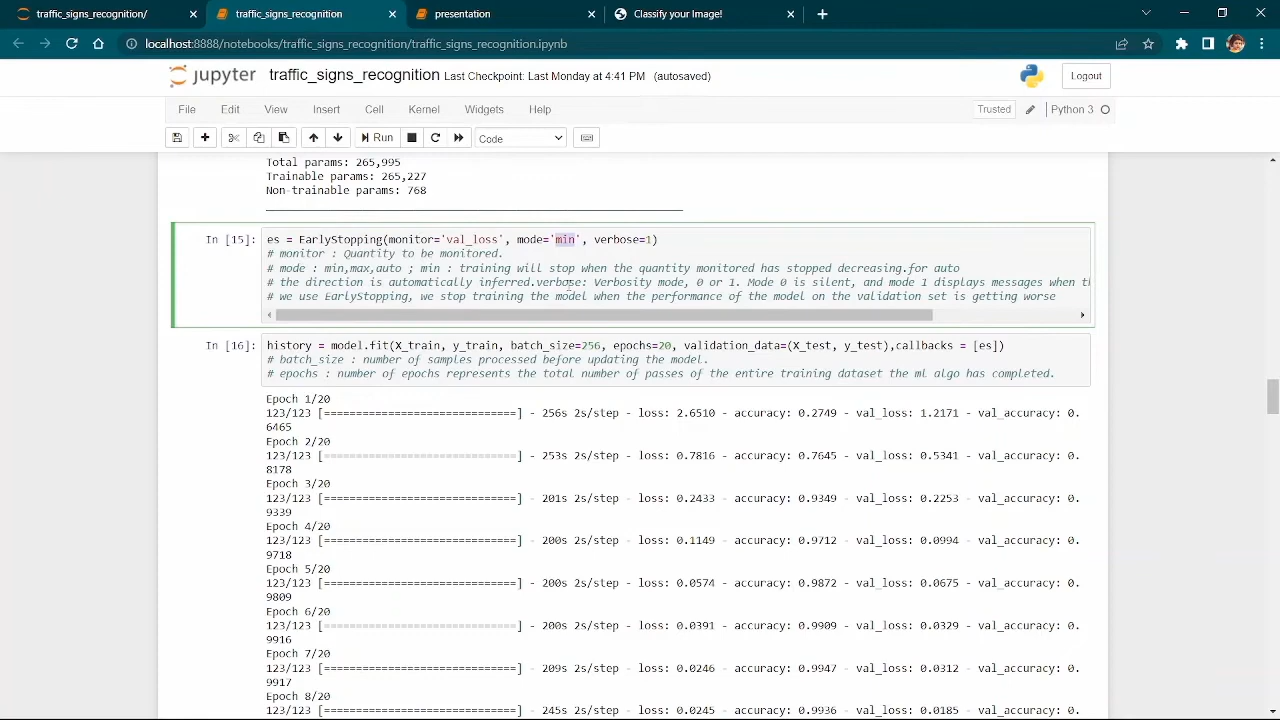 traffic_signs_recognition/
traffic_signs_recognition
presentation
Classify your Image!
localhost:8888/notebooks/traffic_signs_recognition/traffic_signs_recognition.ipynb
jupyter traffic_signs_recognition Last Checkpoint: Last Monday at 4:41 PM (autosaved)
Logout
File Edit View Insert Cell Kernel Widgets Help
Trusted
Python 3
Run
Code
Total params: 265,995
Trainable params: 265,227
Non-trainable params: 768
In [15]: es = EarlyStopping(monitor='val_loss', mode='min', verbose=1)
# monitor : Quantity to be monitored.
# mode : min,max,auto ; min : training will stop when the quantity monitored has stopped decreasing.for auto
# the direction is automatically inferred.verbose: Verbosity mode, 0 or 1. Mode 0 is silent, and mode 1 displays messages when th
# we use EarlyStopping, we stop training the model when the performance of the model on the validation set is getting worse
In [16]: history = model.fit(X_train, y_train, batch_size=256, epochs=20, validation_data=(X_test, y_test),callbacks = [es])
# batch_size : number of samples processed before updating the model.
# epochs : number of epochs represents the total number of passes of the entire training dataset the ml algo has completed.
Epoch 1/20
123/123 [==============================] - 256s 2s/step - loss: 2.6510 - accuracy: 0.2749 - val_loss: 1.2171 - val_accuracy: 0.
6465
Epoch 2/20
123/123 [==============================] - 253s 2s/step - loss: 0.7816 - accuracy: 0.7643 - val_loss: 0.5341 - val_accuracy: 0.
8178
Epoch 3/20
123/123 [==============================] - 201s 2s/step - loss: 0.2433 - accuracy: 0.9349 - val_loss: 0.2253 - val_accuracy: 0.
9339
Epoch 4/20
123/123 [==============================] - 200s 2s/step - loss: 0.1149 - accuracy: 0.9712 - val_loss: 0.0994 - val_accuracy: 0.
9718
Epoch 5/20
123/123 [==============================] - 200s 2s/step - loss: 0.0574 - accuracy: 0.9872 - val_loss: 0.0675 - val_accuracy: 0.
9809
Epoch 6/20
123/123 [==============================] - 200s 2s/step - loss: 0.0391 - accuracy: 0.9907 - val_loss: 0.0329 - val_accuracy: 0.
9916
Epoch 7/20
123/123 [==============================] - 209s 2s/step - loss: 0.0246 - accuracy: 0.9947 - val_loss: 0.0312 - val_accuracy: 0.
9917
Epoch 8/20
123/123 [==============================] - 245s 2s/step - loss: 0.0245 - accuracy: 0.9936 - val_loss: 0.0185 - val_accuracy: 0.